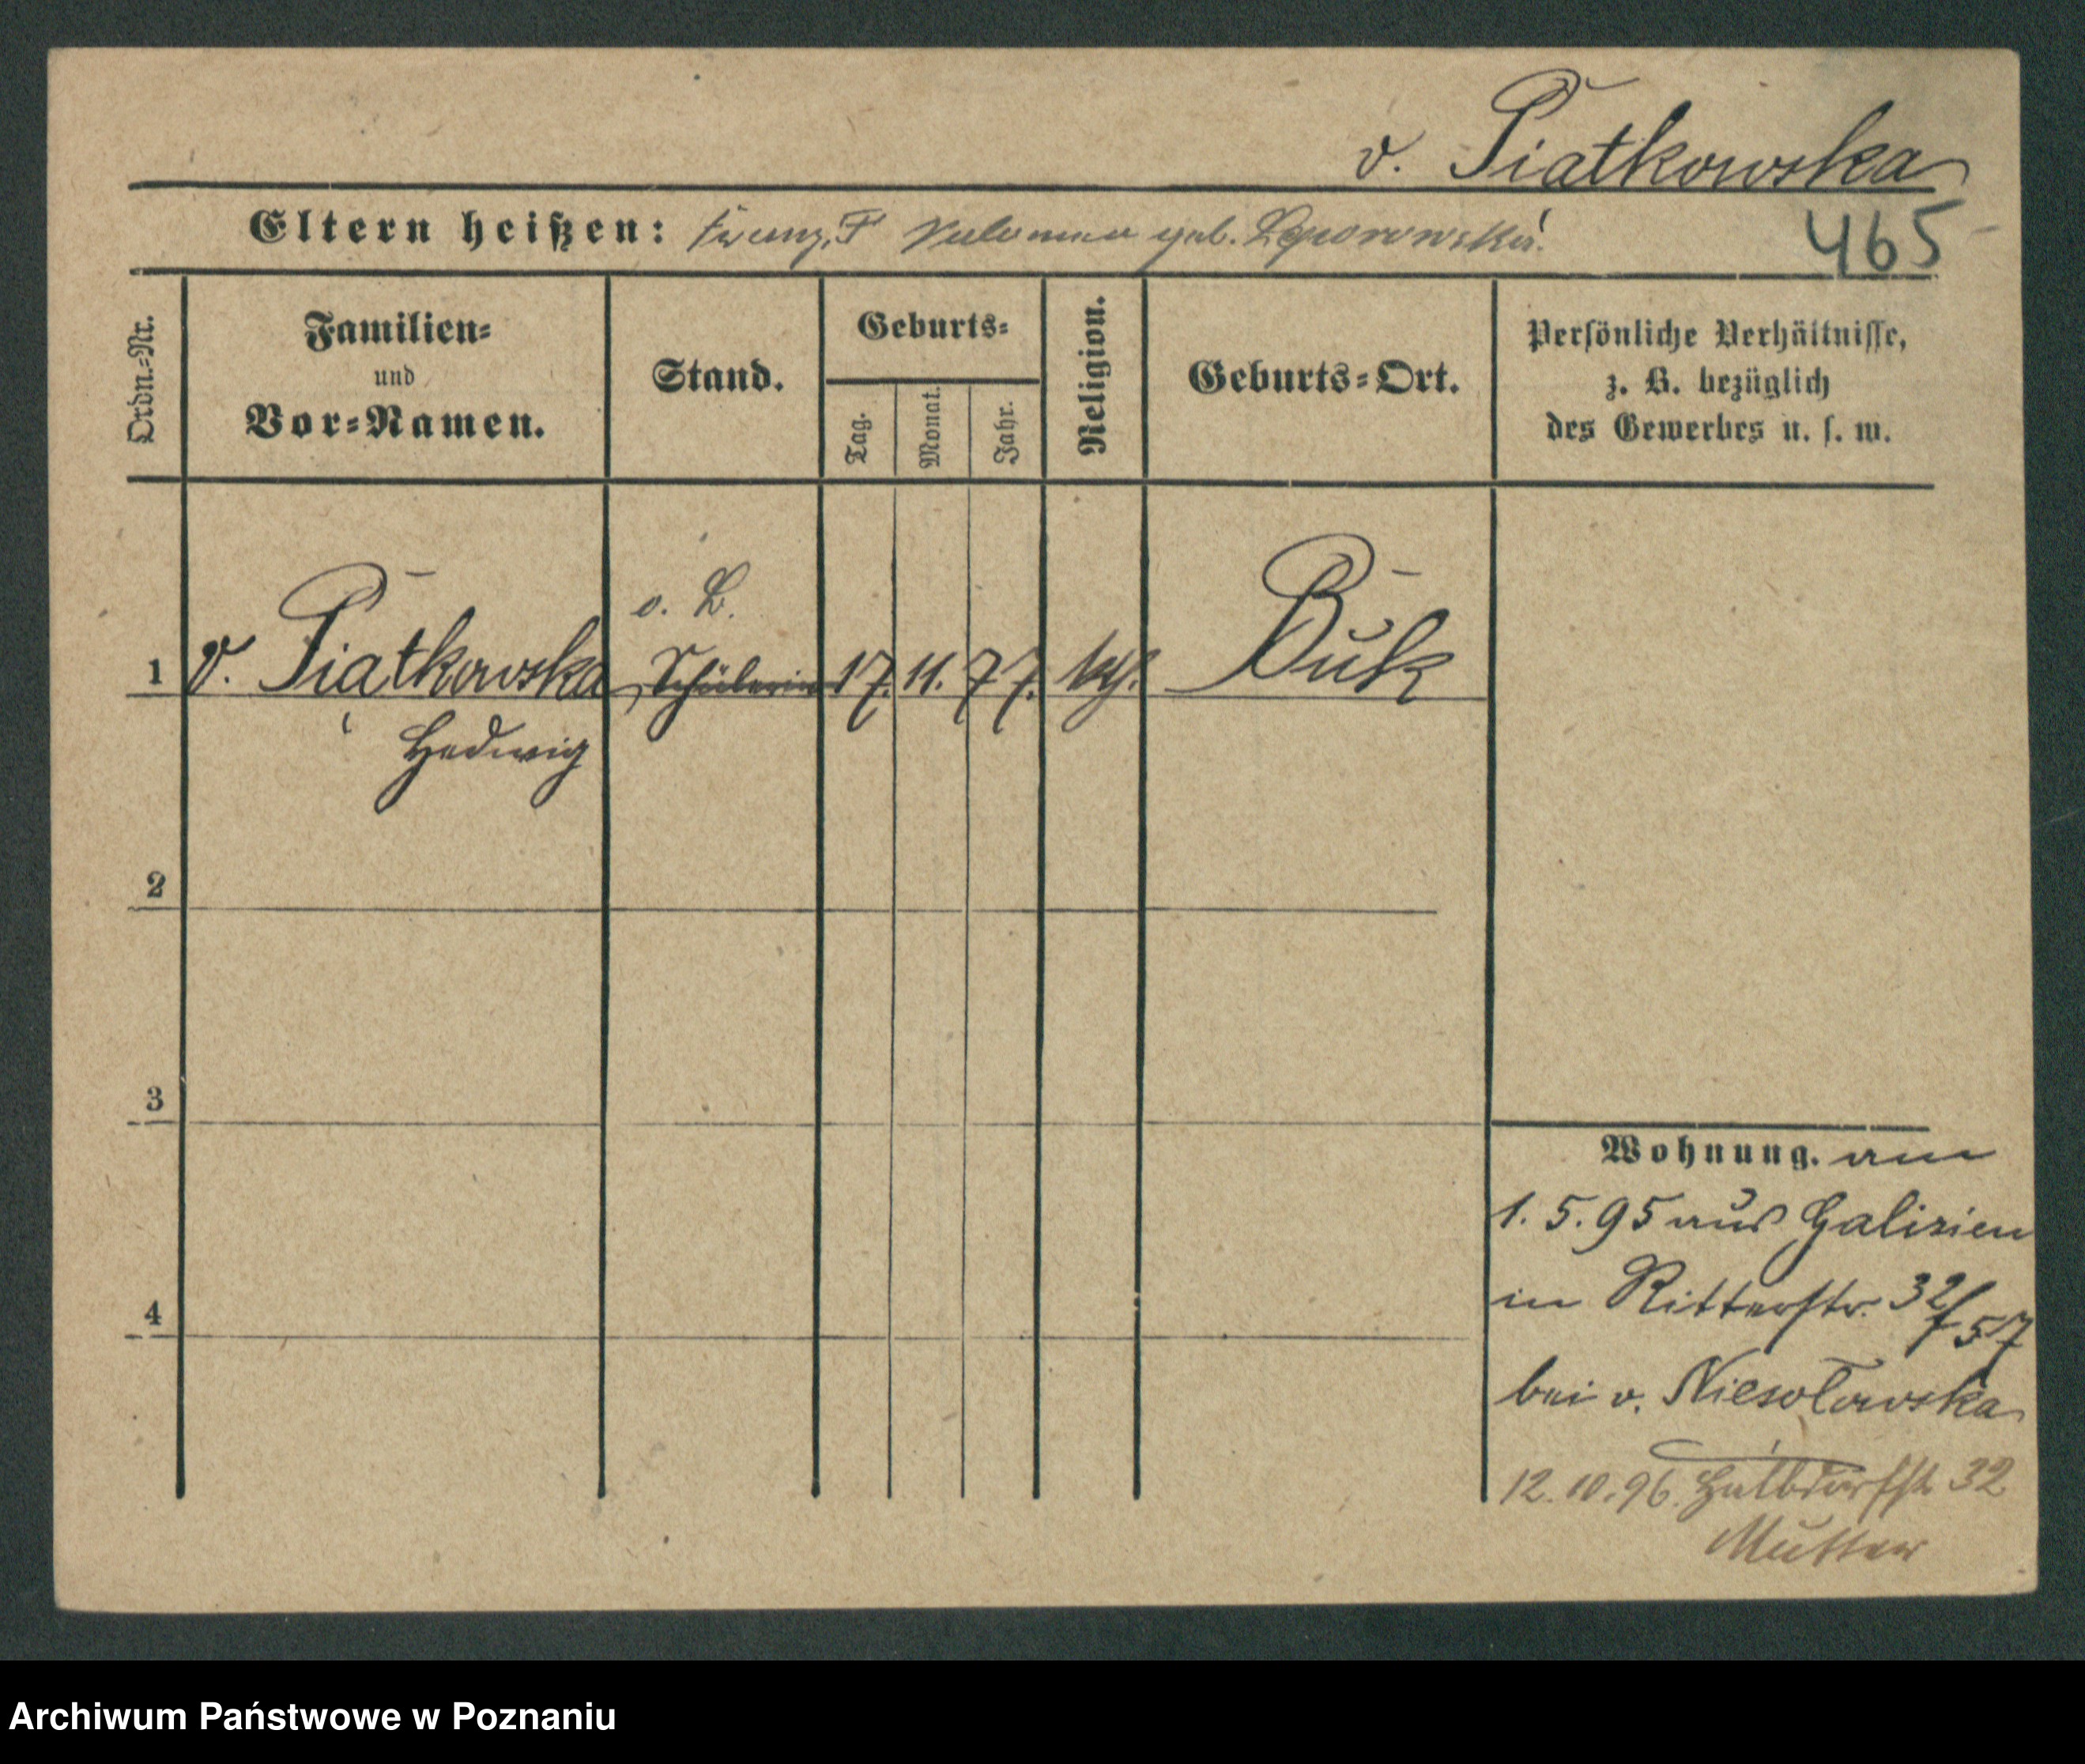 v. Piatkowska
Eltern heißen: Franz, † Salomea geb. Leporowska.
465
Ordn.=Nr.
Familien=
und
Vor=Namen.
Stand.
Geburts=
Tag.
Monat.
Jahr.
Religion.
Geburts=Ort.
Persönliche Verhältnisse,
z. B. bezüglich
des Gewerbes u. s. w.
o. B.
1 v. Piatkowska Schülerin 17. 11. 77. kath. Buk
Hedwig
2
3
4
Wohnung. am
1. 5. 95 aus Galizien
in Ritterstr. 32/57
bei v. Niesołowska
12. 10. 96. Halbdorfstr 32
Mutter
Archiwum Państwowe w Poznaniu